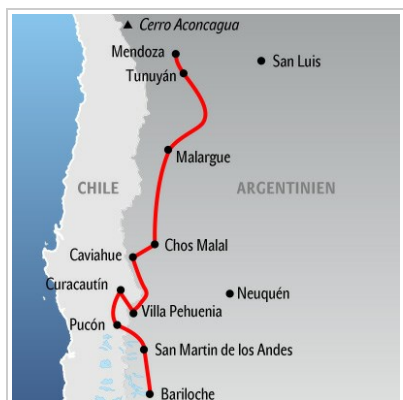 Cerro Aconcagua
Mendoza
San Luis
Tunuyán
Malargue
CHILE
ARGENTINIEN
Chos Malal
Caviahue
Curacautín
Neuquén
Villa Pehuenia
Pucón
San Martin de los Andes
Bariloche